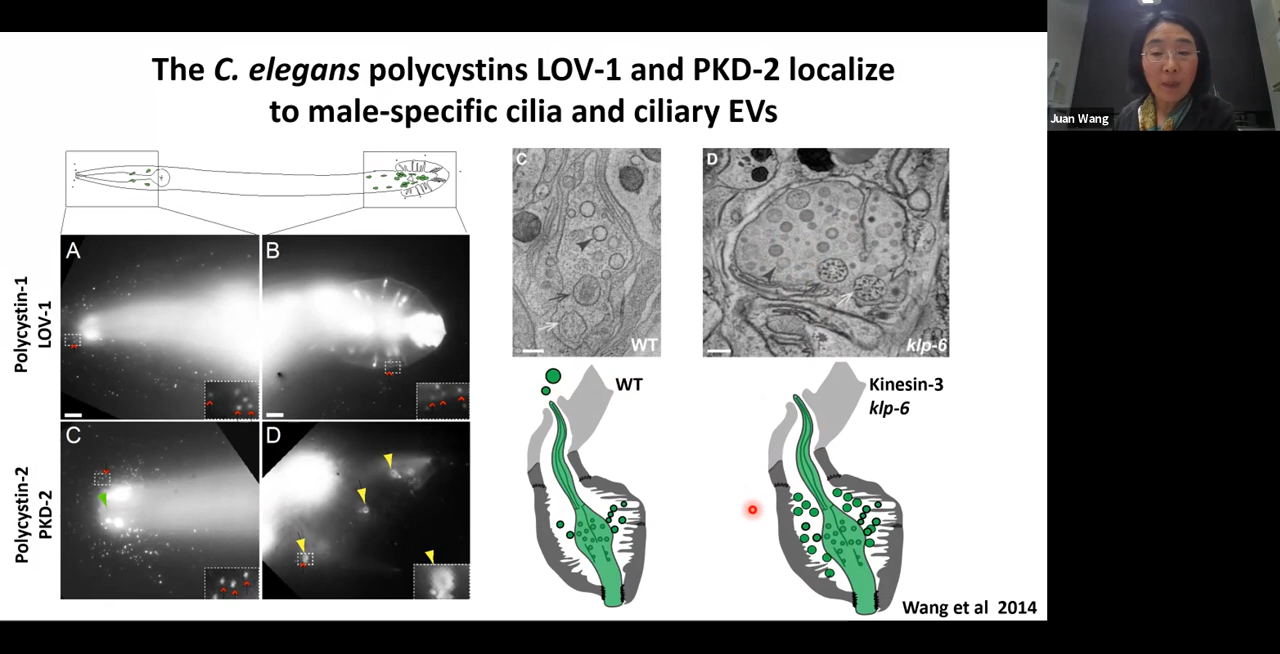 The C. elegans polycystins LOV-1 and PKD-2 localize
to male-specific cilia and ciliary EVs
Juan Wang
Polycystin-1
LOV-1
A
B
Polycystin-2
PKD-2
C
D
C
WT
D
klp-6
WT
Kinesin-3
klp-6
Wang et al 2014